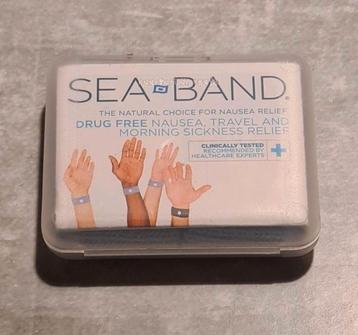 SEA-BAND®
THE NATURAL CHOICE FOR NAUSEA RELIEF
DRUG FREE NAUSEA, TRAVEL AND
MORNING SICKNESS RELIEF
CLINICALLY TESTED
RECOMMENDED BY
HEALTHCARE EXPERTS